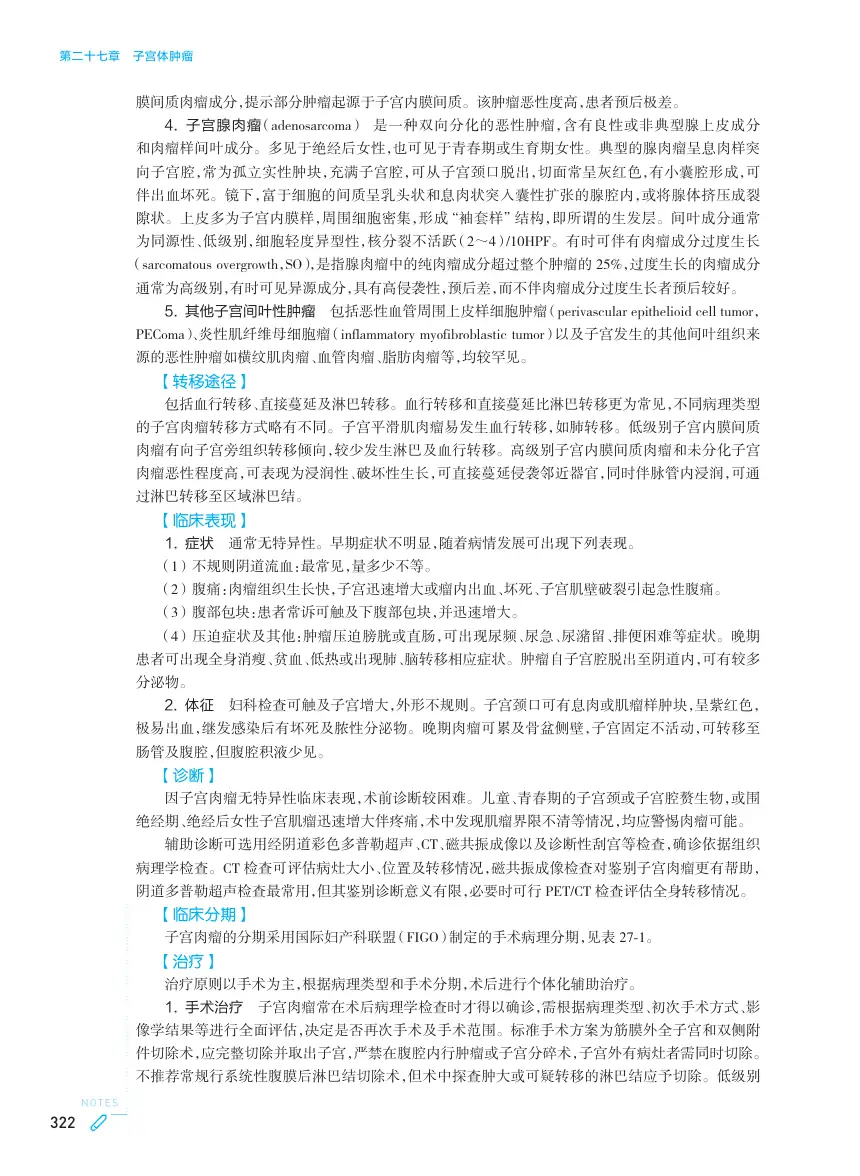 第二十七章　子宫体肿瘤
膜间质肉瘤成分，提示部分肿瘤起源于子宫内膜间质。该肿瘤恶性度高，患者预后极差。
4. 子宫腺肉瘤（adenosarcoma）　是一种双向分化的恶性肿瘤，含有良性或非典型腺上皮成分
和肉瘤样间叶成分。多见于绝经后女性，也可见于青春期或生育期女性。典型的腺肉瘤呈息肉样突
向子宫腔，常为孤立实性肿块，充满子宫腔，可从子宫颈口脱出，切面常呈灰红色，有小囊腔形成，可
伴出血坏死。镜下，富于细胞的间质呈乳头状和息肉状突入囊性扩张的腺腔内，或将腺体挤压成裂
隙状。上皮多为子宫内膜样，周围细胞密集，形成“袖套样”结构，即所谓的生发层。间叶成分通常
为同源性、低级别，细胞轻度异型性，核分裂不活跃（2～4）/10HPF。有时可伴有肉瘤成分过度生长
（sarcomatous overgrowth，SO），是指腺肉瘤中的纯肉瘤成分超过整个肿瘤的 25%，过度生长的肉瘤成分
通常为高级别，有时可见异源成分，具有高侵袭性，预后差，而不伴肉瘤成分过度生长者预后较好。
5. 其他子宫间叶性肿瘤　包括恶性血管周围上皮样细胞肿瘤（perivascular epithelioid cell tumor，
PEComa）、炎性肌纤维母细胞瘤（inflammatory myofibroblastic tumor）以及子宫发生的其他间叶组织来
源的恶性肿瘤如横纹肌肉瘤、血管肉瘤、脂肪肉瘤等，均较罕见。
【转移途径】
包括血行转移、直接蔓延及淋巴转移。血行转移和直接蔓延比淋巴转移更为常见，不同病理类型
的子宫肉瘤转移方式略有不同。子宫平滑肌肉瘤易发生血行转移，如肺转移。低级别子宫内膜间质
肉瘤有向子宫旁组织转移倾向，较少发生淋巴及血行转移。高级别子宫内膜间质肉瘤和未分化子宫
肉瘤恶性程度高，可表现为浸润性、破坏性生长，可直接蔓延侵袭邻近器官，同时伴脉管内浸润，可通
过淋巴转移至区域淋巴结。
【临床表现】
1. 症状　通常无特异性。早期症状不明显，随着病情发展可出现下列表现。
（1）不规则阴道流血：最常见，量多少不等。
（2）腹痛：肉瘤组织生长快，子宫迅速增大或瘤内出血、坏死、子宫肌壁破裂引起急性腹痛。
（3）腹部包块：患者常诉可触及下腹部包块，并迅速增大。
（4）压迫症状及其他：肿瘤压迫膀胱或直肠，可出现尿频、尿急、尿潴留、排便困难等症状。晚期
患者可出现全身消瘦、贫血、低热或出现肺、脑转移相应症状。肿瘤自子宫腔脱出至阴道内，可有较多
分泌物。
2. 体征　妇科检查可触及子宫增大，外形不规则。子宫颈口可有息肉或肌瘤样肿块，呈紫红色，
极易出血，继发感染后有坏死及脓性分泌物。晚期肉瘤可累及骨盆侧壁，子宫固定不活动，可转移至
肠管及腹腔，但腹腔积液少见。
【诊断】
因子宫肉瘤无特异性临床表现，术前诊断较困难。儿童、青春期的子宫颈或子宫腔赘生物，或围
绝经期、绝经后女性子宫肌瘤迅速增大伴疼痛，术中发现肌瘤界限不清等情况，均应警惕肉瘤可能。
辅助诊断可选用经阴道彩色多普勒超声、CT、磁共振成像以及诊断性刮宫等检查，确诊依据组织
病理学检查。CT 检查可评估病灶大小、位置及转移情况，磁共振成像检查对鉴别子宫肉瘤更有帮助，
阴道多普勒超声检查最常用，但其鉴别诊断意义有限，必要时可行 PET/CT 检查评估全身转移情况。
【临床分期】
子宫肉瘤的分期采用国际妇产科联盟（FIGO）制定的手术病理分期，见表 27-1。
【治疗】
治疗原则以手术为主，根据病理类型和手术分期，术后进行个体化辅助治疗。
1. 手术治疗　子宫肉瘤常在术后病理学检查时才得以确诊，需根据病理类型、初次手术方式、影
像学结果等进行全面评估，决定是否再次手术及手术范围。标准手术方案为筋膜外全子宫和双侧附
件切除术，应完整切除并取出子宫，严禁在腹腔内行肿瘤或子宫分碎术，子宫外有病灶者需同时切除。
不推荐常规行系统性腹膜后淋巴结切除术，但术中探查肿大或可疑转移的淋巴结应予切除。低级别
NOTES
322